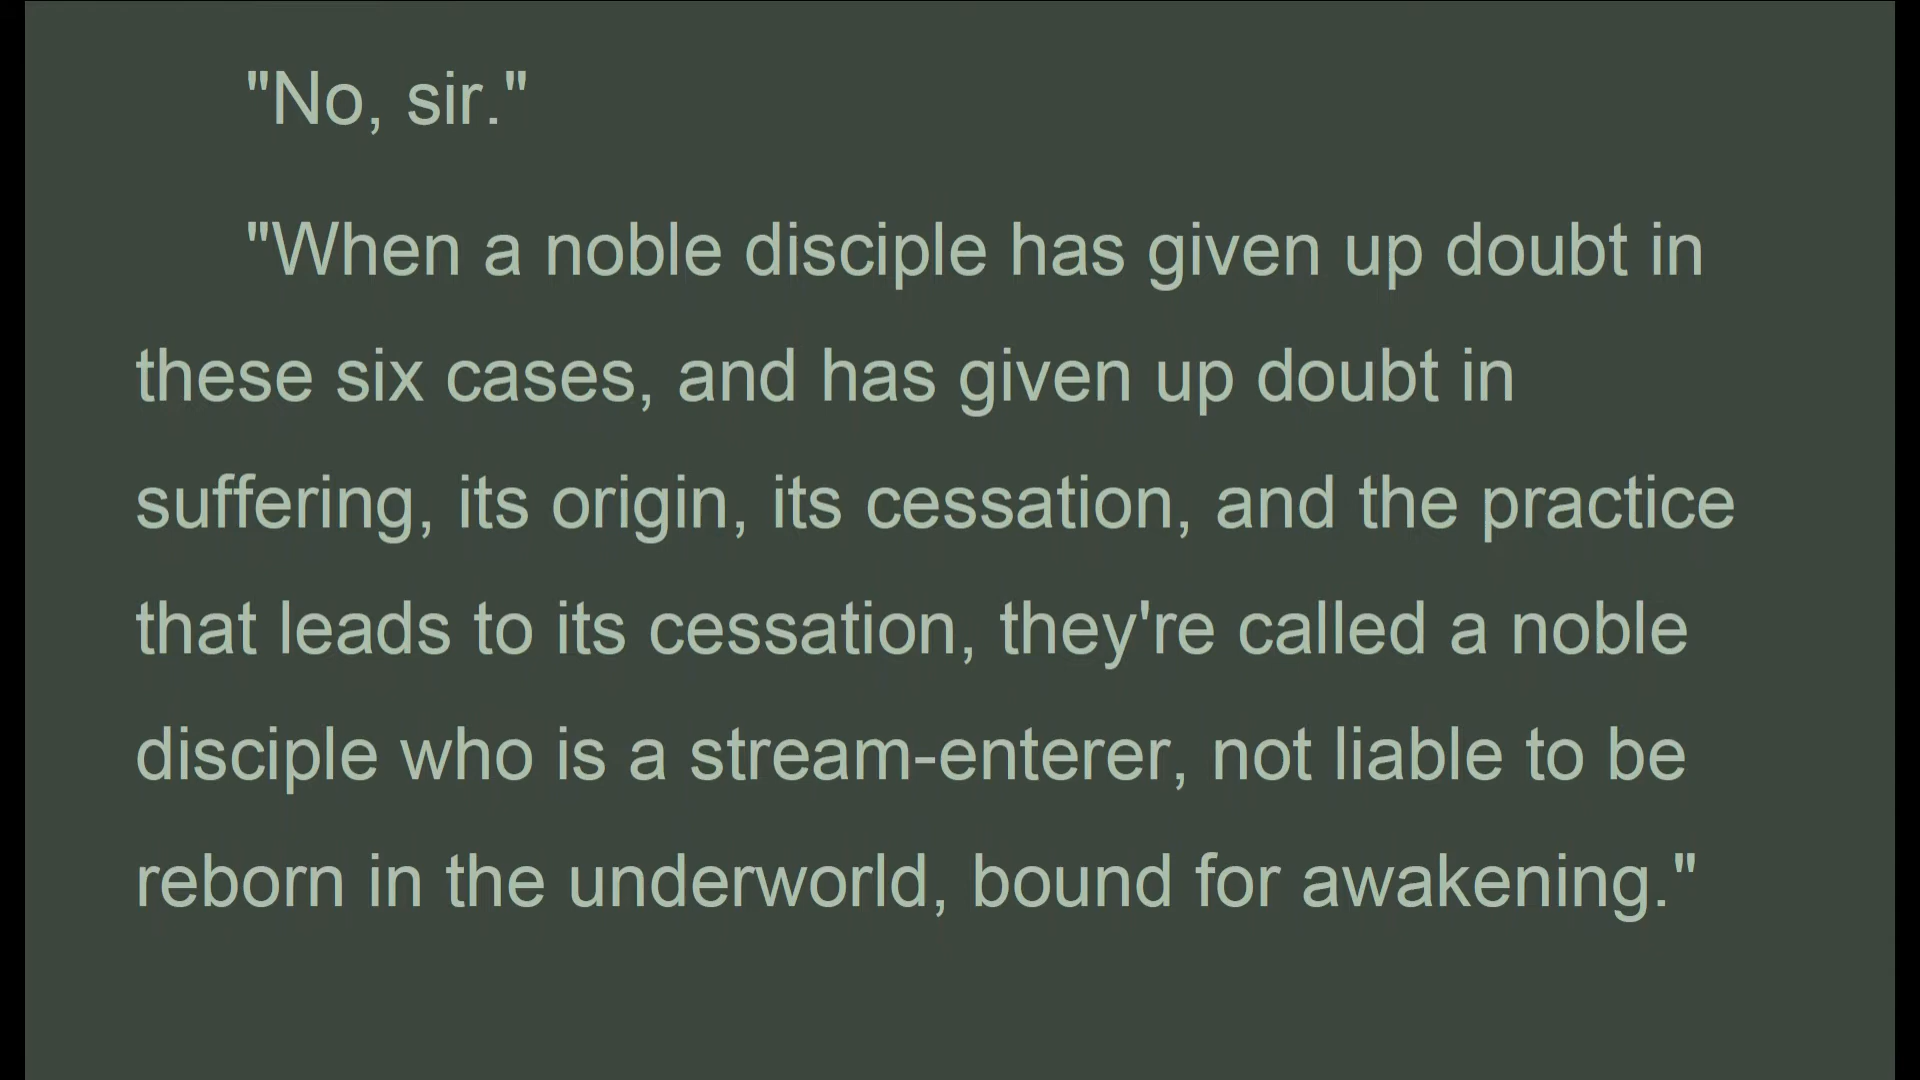 "No, sir."
"When a noble disciple has given up doubt in
these six cases, and has given up doubt in
suffering, its origin, its cessation, and the practice
that leads to its cessation, they're called a noble
disciple who is a stream-enterer, not liable to be
reborn in the underworld, bound for awakening."